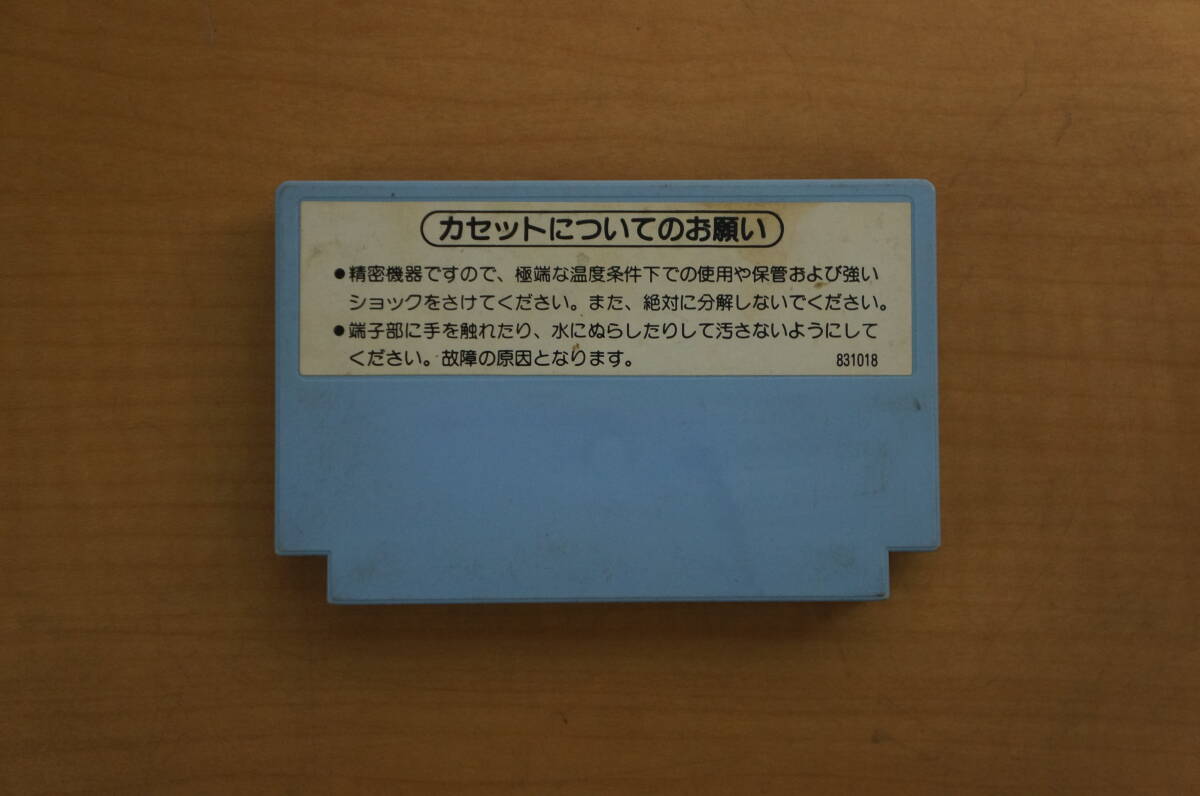 カセットについてのお願い
●精密機器ですので、極端な温度条件下での使用や保管および強い
ショックをさけてください。また、絶対に分解しないでください。
●端子部に手を触れたり、水にぬらしたりして汚さないようにして
ください。故障の原因となります。 831018